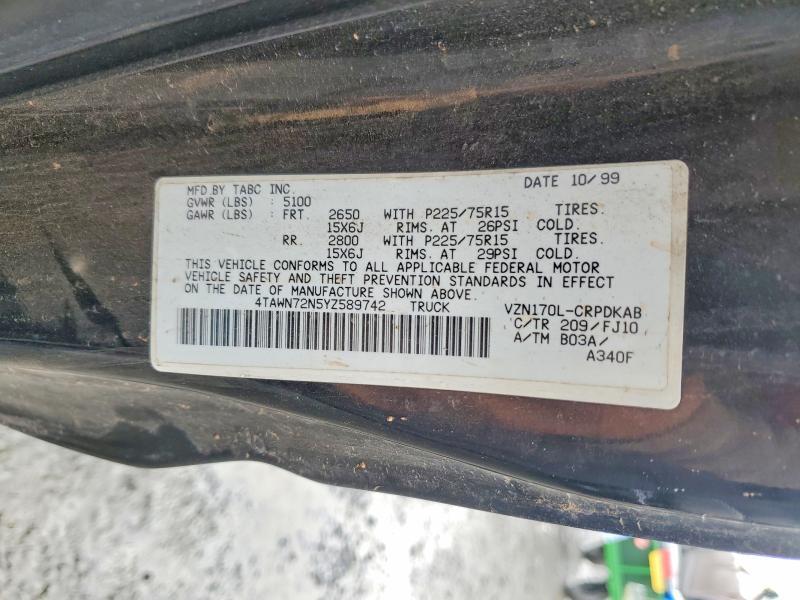 MFD.BY TABC INC. DATE 10/99
GVWR (LBS) : 5100
GAWR (LBS) : FRT. 2650 WITH P225/75R15 TIRES.
15X6J RIMS. AT 26PSI COLD.
RR. 2800 WITH P225/75R15 TIRES.
15X6J RIMS. AT 29PSI COLD.
THIS VEHICLE CONFORMS TO ALL APPLICABLE FEDERAL MOTOR
VEHICLE SAFETY AND THEFT PREVENTION STANDARDS IN EFFECT
ON THE DATE OF MANUFACTURE SHOWN ABOVE.
4TAWN72N5YZ589742 TRUCK VZN170L-CRPDKAB
C/TR 209/FJ10
A/TM B03A/
A340F